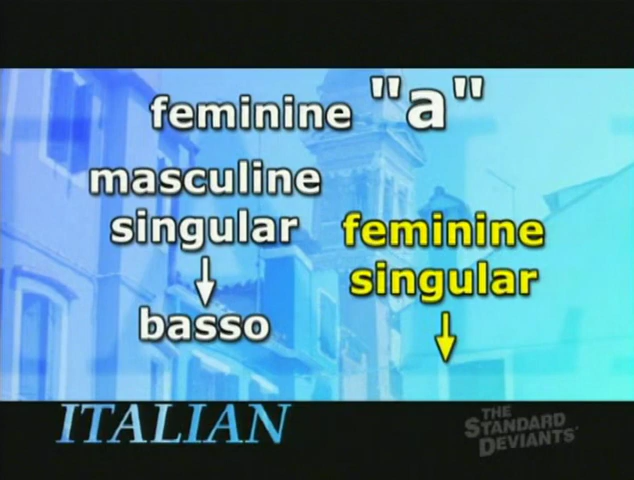 feminine "a"
masculine
singular
↓
basso
feminine
singular
↓
ITALIAN
THE
STANDARD
DEVIANTS'